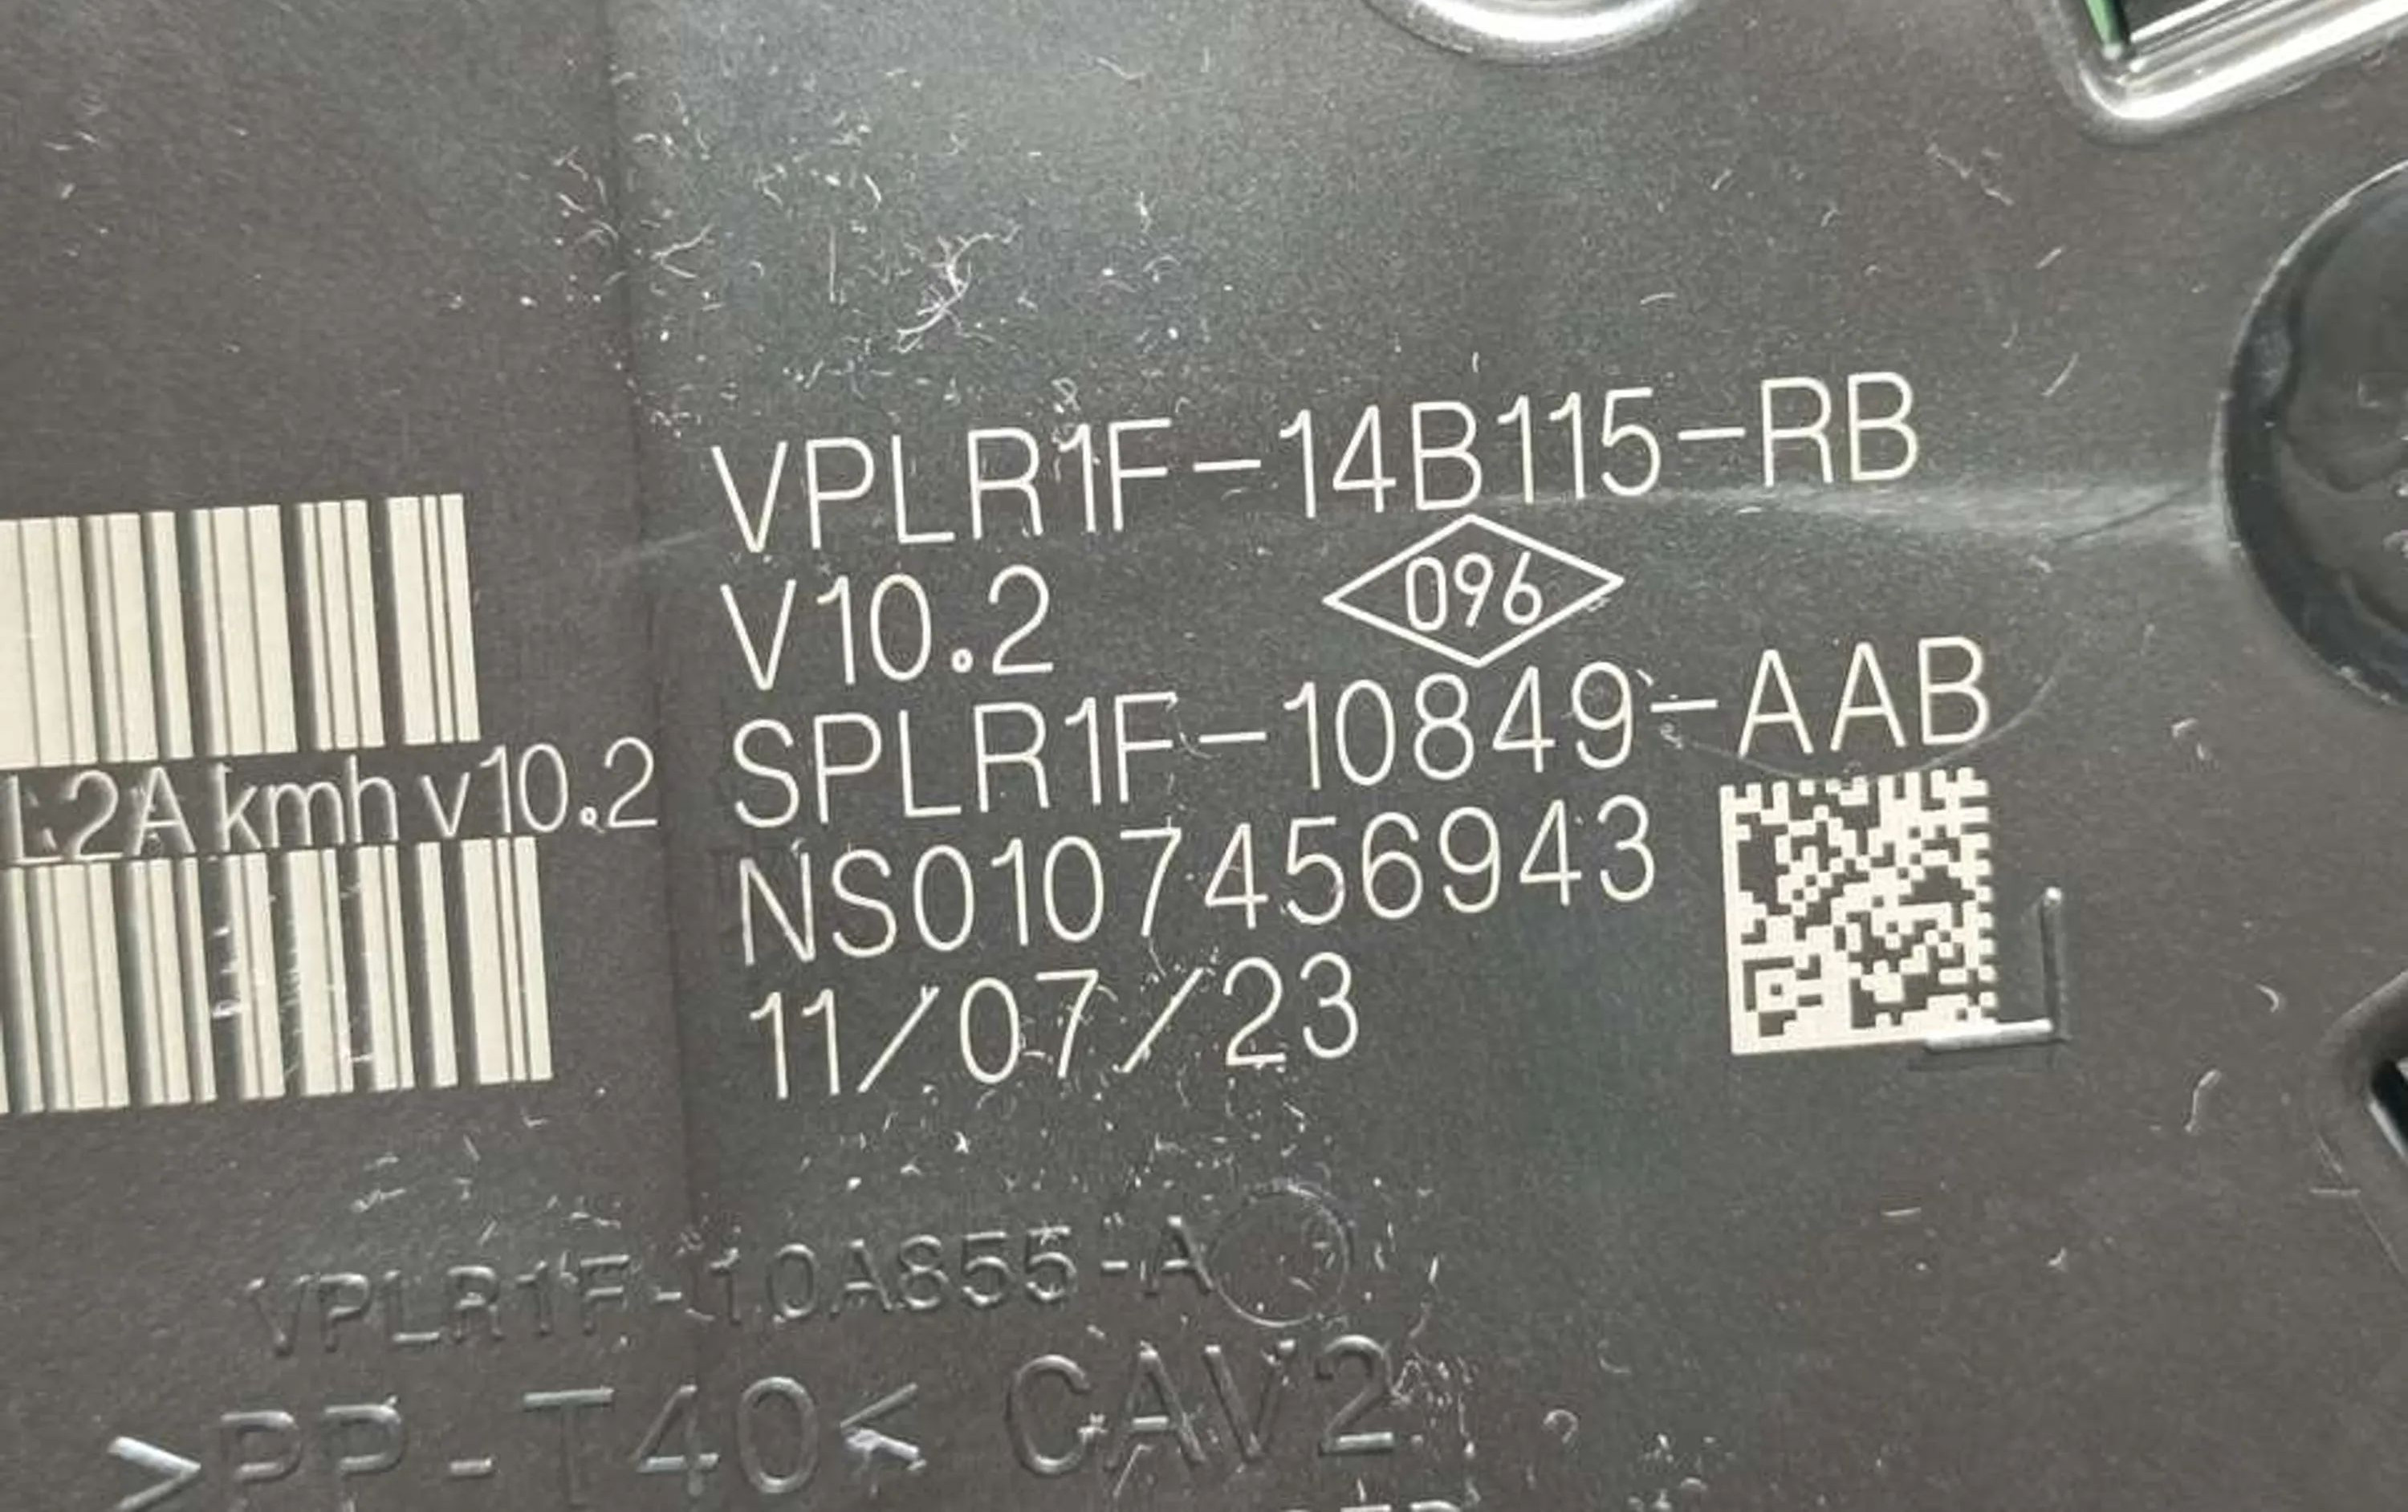 VPLR1F-14B115-RB
V10.2
096
SPLR1F-10849-AAB
L2A kmh v10.2
NS0107456943
11/07/23
VPLR1F-10A855-A
>PP-T40< CAV2